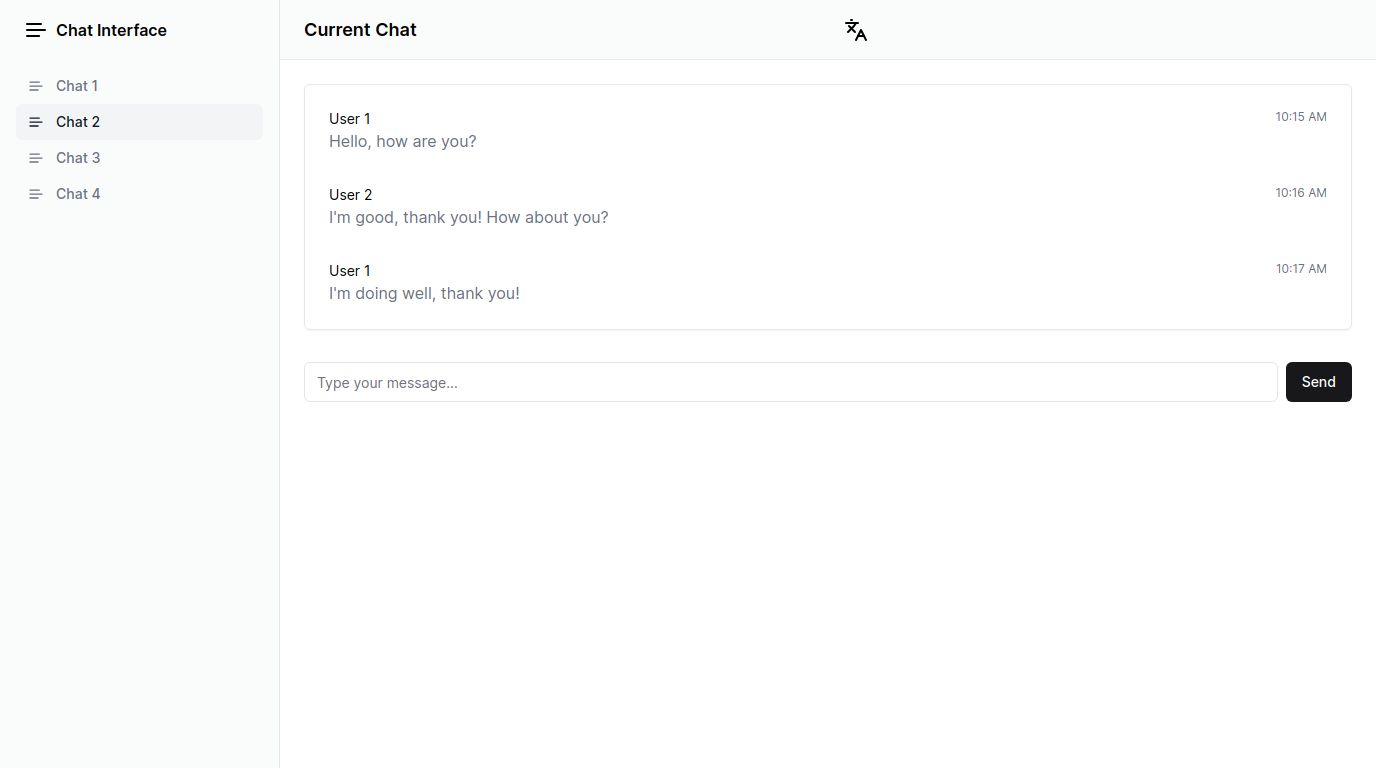 Chat Interface
Chat 1
Chat 2
Chat 3
Chat 4
Current Chat
User 1
10:15 AM
Hello, how are you?
User 2
10:16 AM
I'm good, thank you! How about you?
User 1
10:17 AM
I'm doing well, thank you!
Type your message...
Send